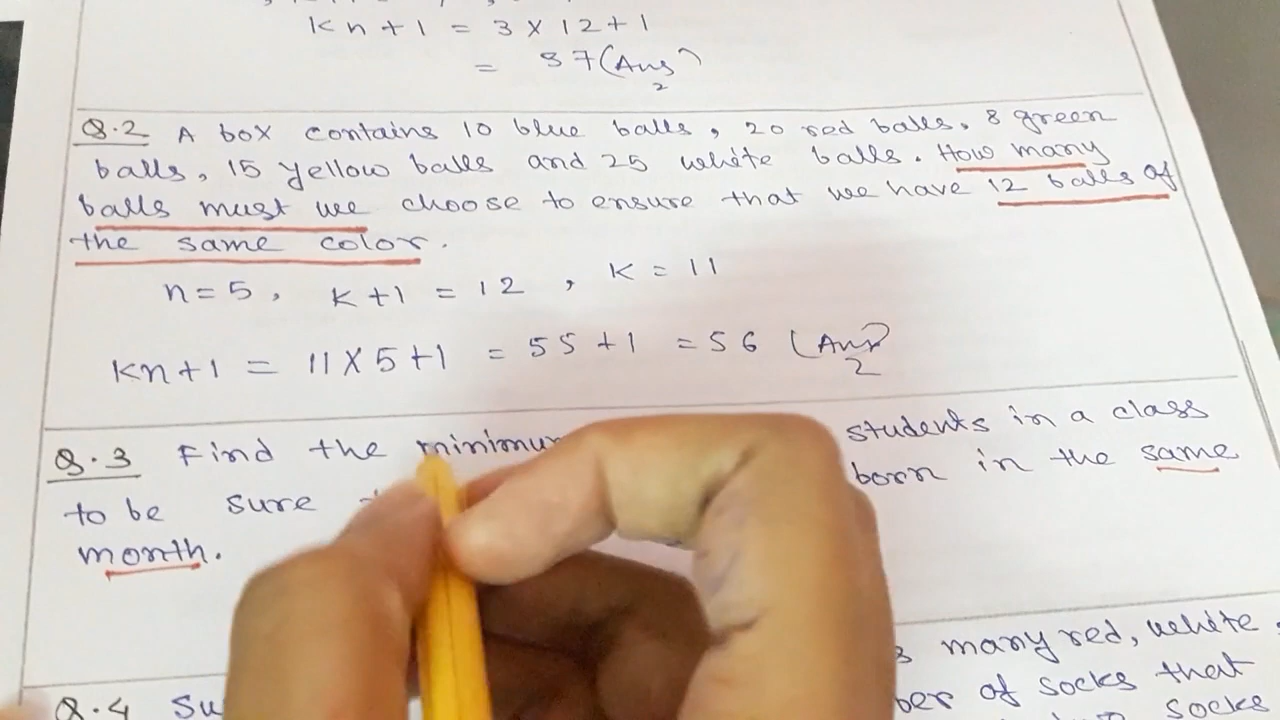 Kn+1 = 3 X 12+1
= 37 (Ans)
Q.2 A box contains 10 blue balls, 20 red balls, 8 green
balls, 15 yellow balls and 25 white balls. How many
balls must we choose to ensure that we have 12 balls of
the same color.
n=5, K+1 = 12, K = 11
Kn+1 = 11X5+1 = 55+1 = 56 (Ans)
Q.3 Find the students in a class
to be sure born in the same
month.
many red, white,
Q.4 of socks that
socks